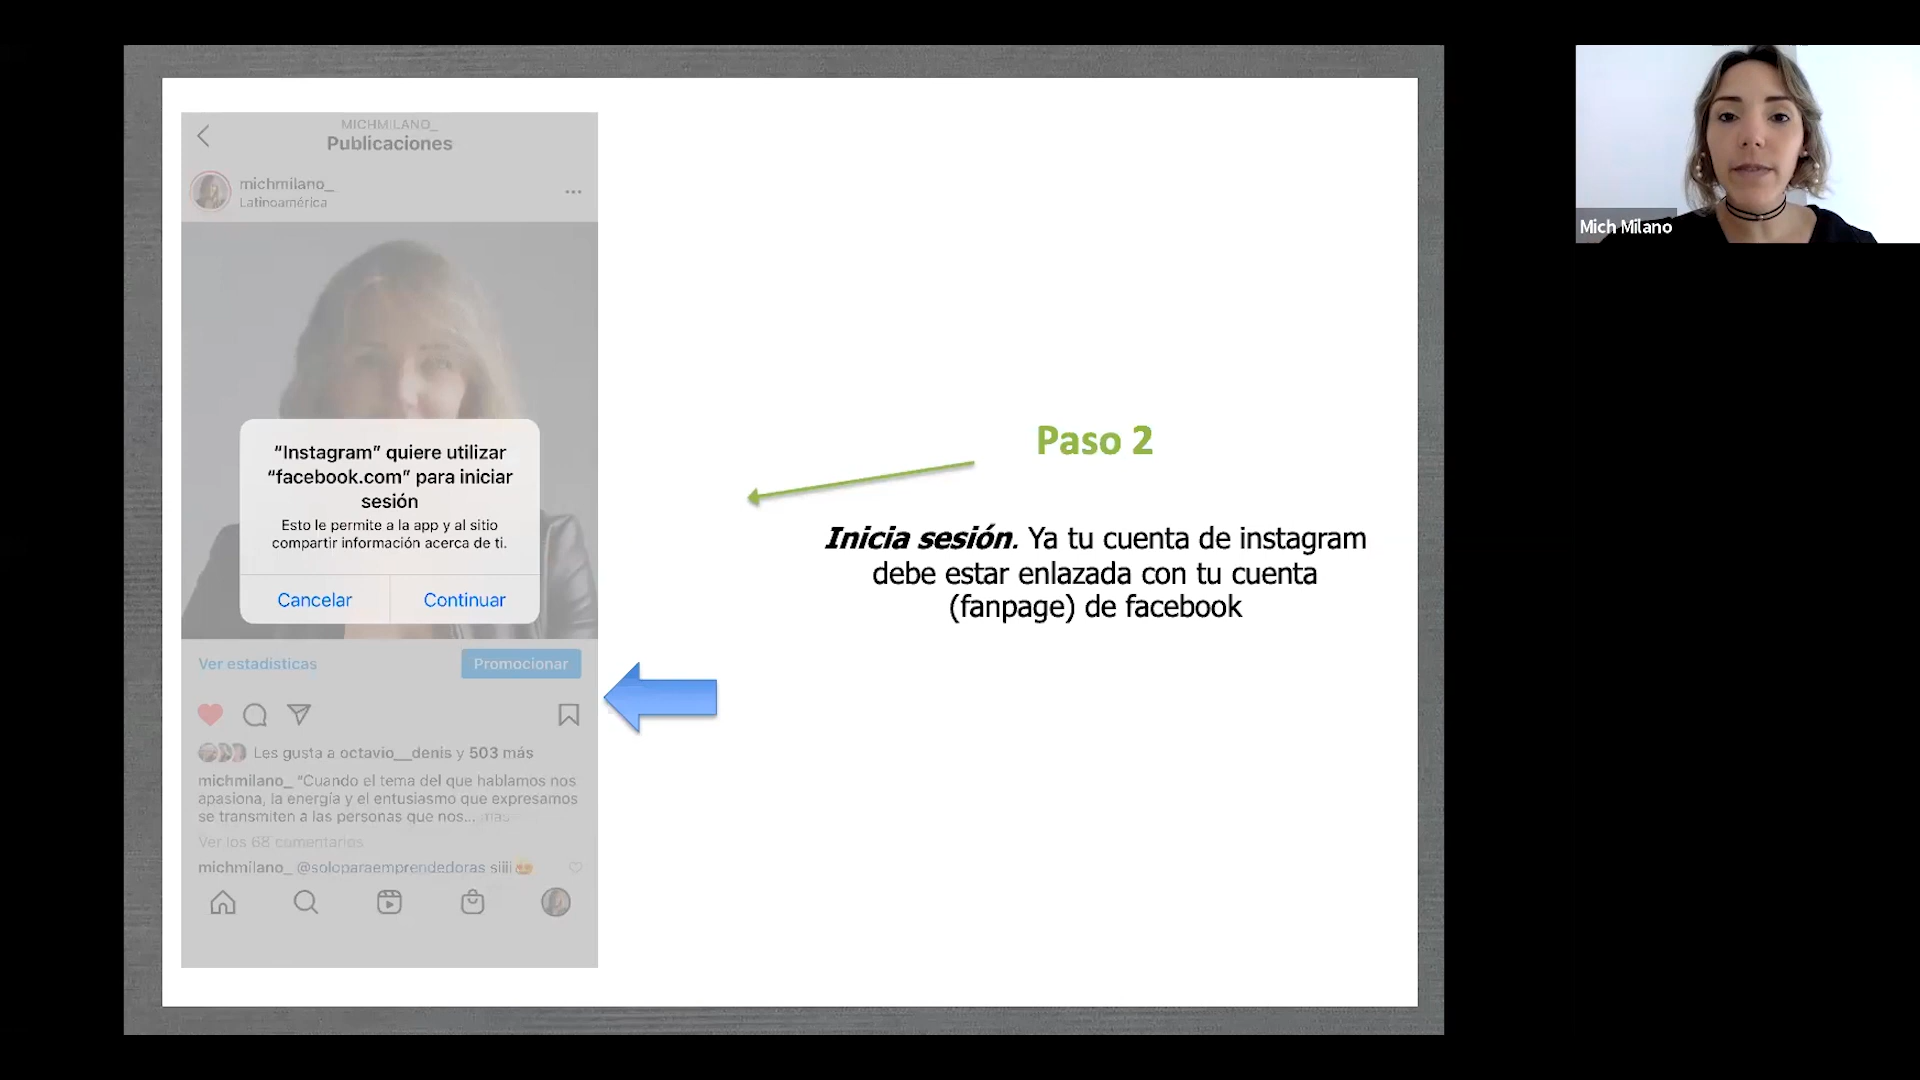 MICHMILANO_
Publicaciones
michmilano_
Latinoamérica
“Instagram” quiere utilizar
“facebook.com” para iniciar
sesión
Esto le permite a la app y al sitio
compartir información acerca de ti.
Cancelar Continuar
Ver estadísticas Promocionar
Les gusta a octavio__denis y 503 más
michmilano_ “Cuando el tema del que hablamos nos
apasiona, la energía y el entusiasmo que expresamos
se transmiten a las personas que nos... más
Ver los 68 comentarios
michmilano_ @soloparaemprendedoras siiii
Paso 2
Inicia sesión. Ya tu cuenta de instagram
debe estar enlazada con tu cuenta
(fanpage) de facebook
Mich Milano